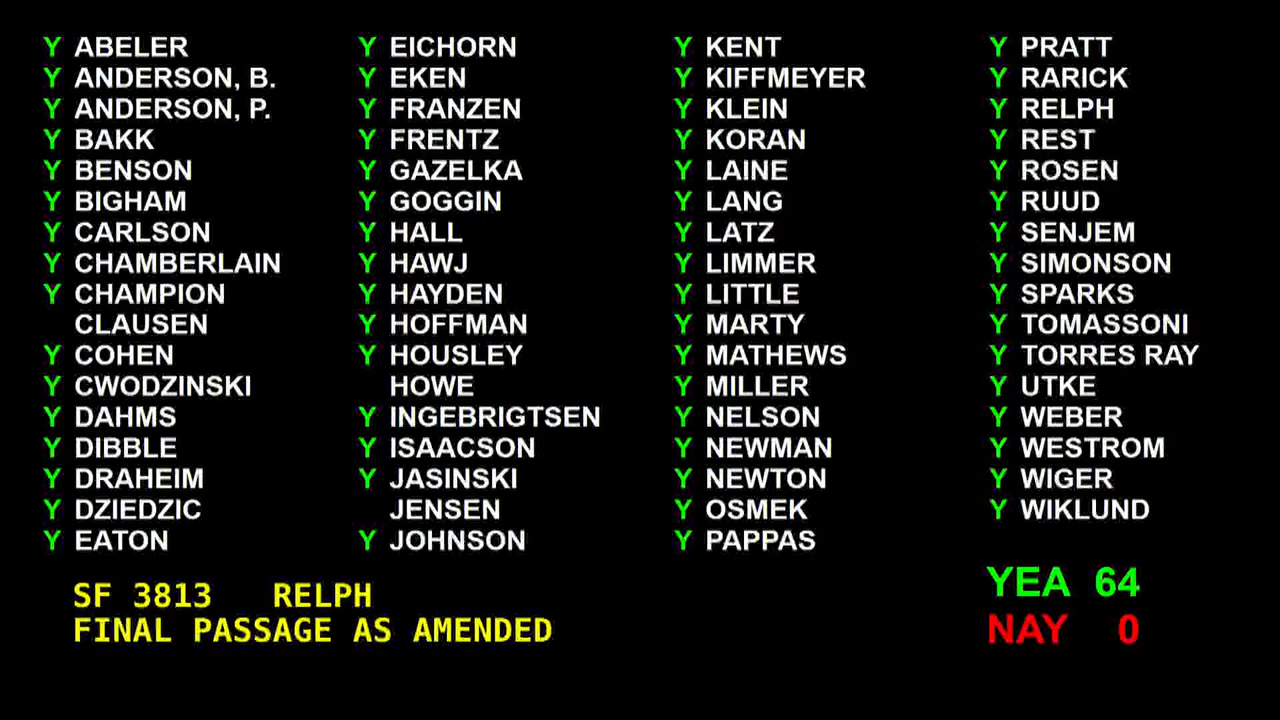 Y ABELER
Y ANDERSON, B.
Y ANDERSON, P.
Y BAKK
Y BENSON
Y BIGHAM
Y CARLSON
Y CHAMBERLAIN
Y CHAMPION
CLAUSEN
Y COHEN
Y CWODZINSKI
Y DAHMS
Y DIBBLE
Y DRAHEIM
Y DZIEDZIC
Y EATON
Y EICHORN
Y EKEN
Y FRANZEN
Y FRENTZ
Y GAZELKA
Y GOGGIN
Y HALL
Y HAWJ
Y HAYDEN
Y HOFFMAN
Y HOUSLEY
HOWE
Y INGEBRIGTSEN
Y ISAACSON
Y JASINSKI
JENSEN
Y JOHNSON
Y KENT
Y KIFFMEYER
Y KLEIN
Y KORAN
Y LAINE
Y LANG
Y LATZ
Y LIMMER
Y LITTLE
Y MARTY
Y MATHEWS
Y MILLER
Y NELSON
Y NEWMAN
Y NEWTON
Y OSMEK
Y PAPPAS
Y PRATT
Y RARICK
Y RELPH
Y REST
Y ROSEN
Y RUUD
Y SENJEM
Y SIMONSON
Y SPARKS
Y TOMASSONI
Y TORRES RAY
Y UTKE
Y WEBER
Y WESTROM
Y WIGER
Y WIKLUND
SF 3813 RELPH
FINAL PASSAGE AS AMENDED
YEA 64
NAY 0